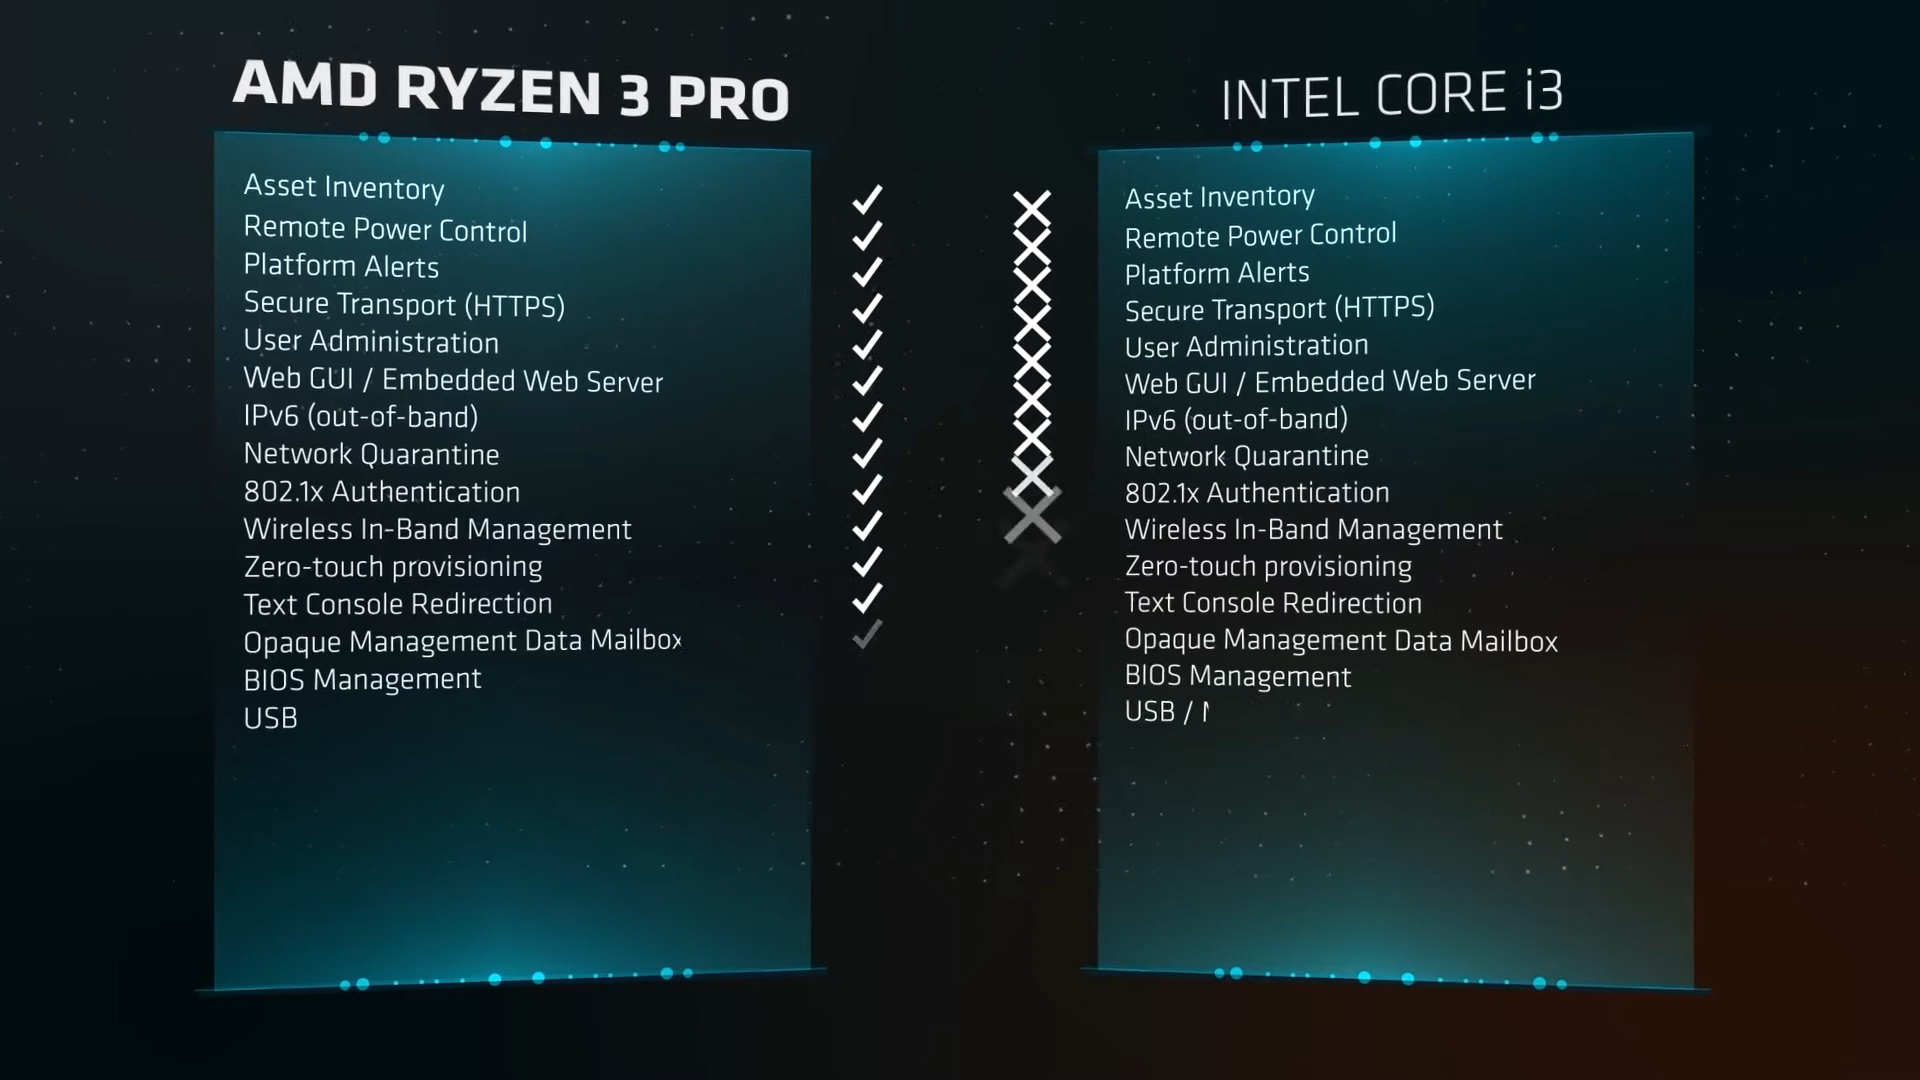 AMD RYZEN 3 PRO
Asset Inventory
Remote Power Control
Platform Alerts
Secure Transport (HTTPS)
User Administration
Web GUI / Embedded Web Server
IPv6 (out-of-band)
Network Quarantine
802.1x Authentication
Wireless In-Band Management
Zero-touch provisioning
Text Console Redirection
Opaque Management Data Mailbox
BIOS Management
USB
INTEL CORE i3
Asset Inventory
Remote Power Control
Platform Alerts
Secure Transport (HTTPS)
User Administration
Web GUI / Embedded Web Server
IPv6 (out-of-band)
Network Quarantine
802.1x Authentication
Wireless In-Band Management
Zero-touch provisioning
Text Console Redirection
Opaque Management Data Mailbox
BIOS Management
USB /